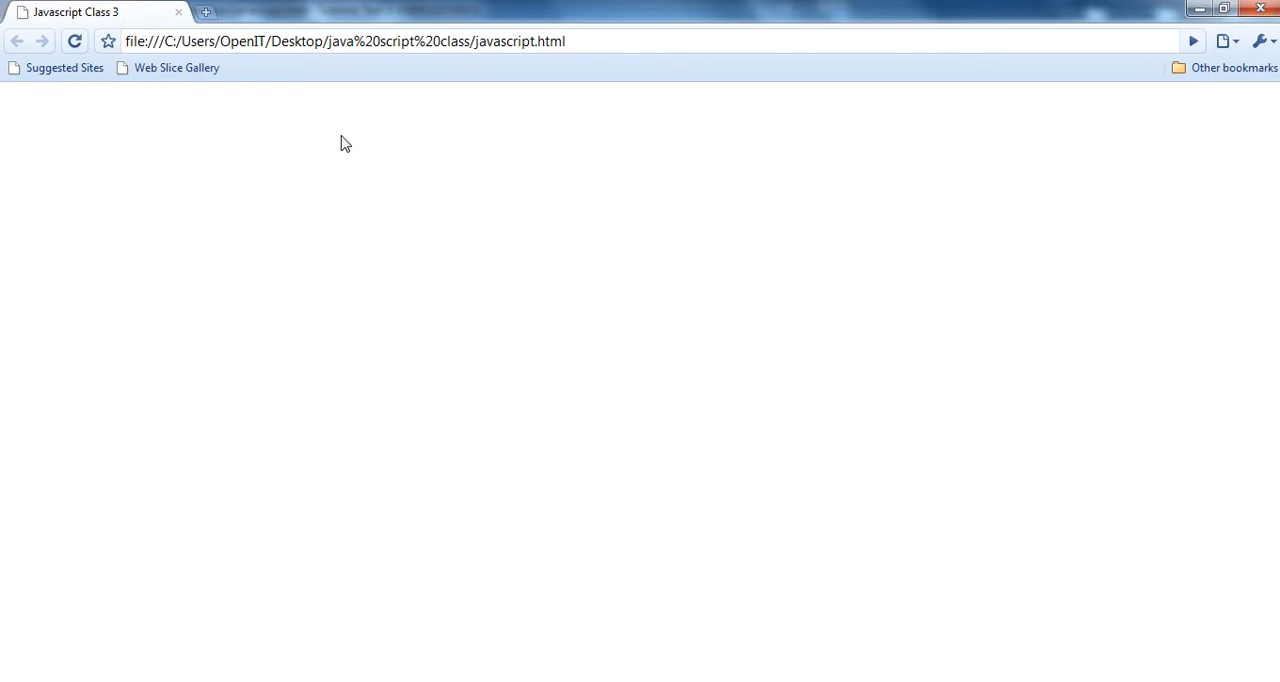 Javascript Class 3
file:///C:/Users/OpenIT/Desktop/java%20script%20class/javascript.html
Suggested Sites Web Slice Gallery Other bookmarks